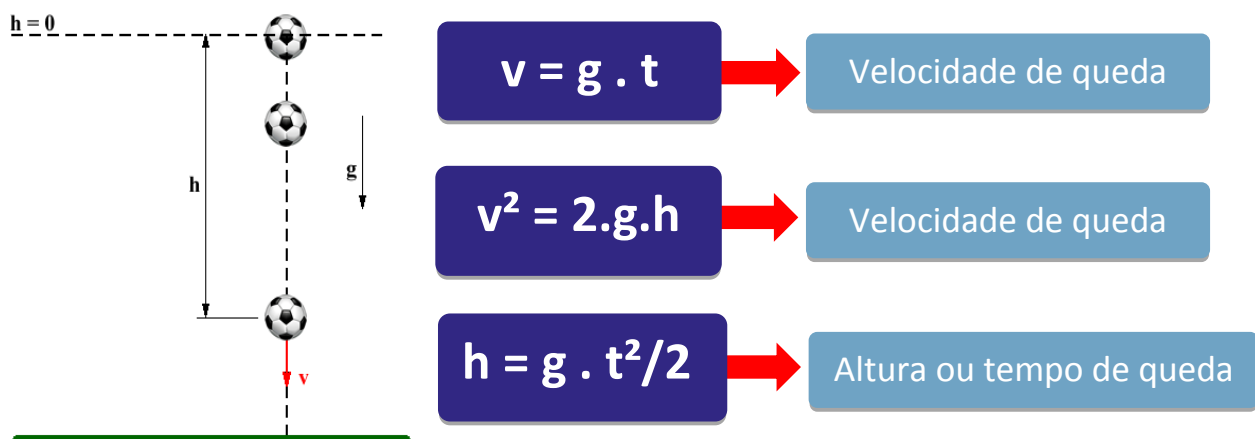 h = 0
h
g
v
v = g . t
Velocidade de queda
v² = 2.g.h
Velocidade de queda
h = g . t²/2
Altura ou tempo de queda